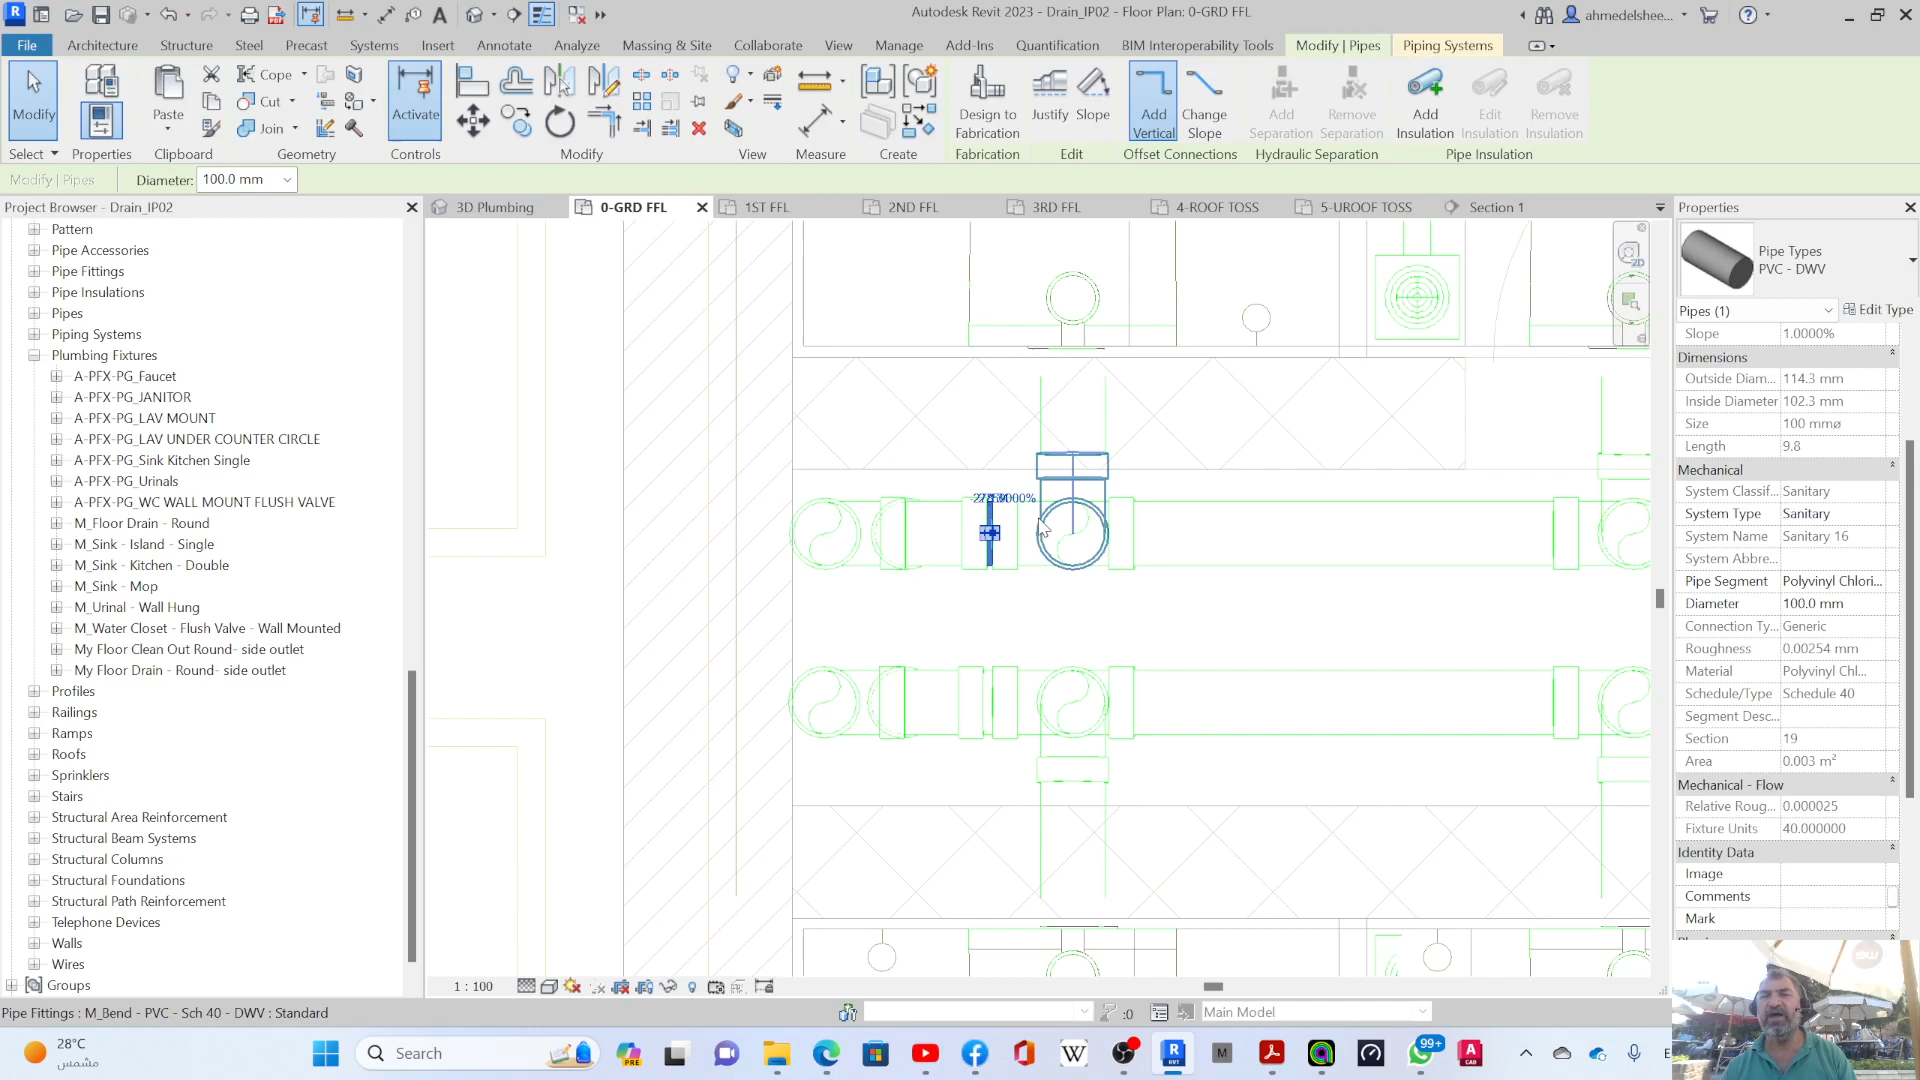 Autodesk Revit 2023 - Drain_IP02 - Floor Plan: 0-GRD FFL
ahmedelshee...
File Architecture Structure Steel Precast Systems Insert Annotate Analyze Massing & Site Collaborate View Manage Add-Ins Quantification BIM Interoperability Tools Modify | Pipes Piping Systems
Modify
Paste
Cope
Cut
Join
Activate
Design to Fabrication
Justify Slope
Add Vertical
Change Slope
Add Separation
Remove Separation
Add Insulation
Edit Insulation
Remove Insulation
Select Properties Clipboard Geometry Controls Modify View Measure Create Fabrication Edit Offset Connections Hydraulic Separation Pipe Insulation
Modify | Pipes Diameter: 100.0 mm
Project Browser - Drain_IP02
3D Plumbing 0-GRD FFL 1ST FFL 2ND FFL 3RD FFL 4-ROOF TOSS 5-UROOF TOSS Section 1
Pattern
Pipe Accessories
Pipe Fittings
Pipe Insulations
Pipes
Piping Systems
Plumbing Fixtures
A-PFX-PG_Faucet
A-PFX-PG_JANITOR
A-PFX-PG_LAV MOUNT
A-PFX-PG_LAV UNDER COUNTER CIRCLE
A-PFX-PG_Sink Kitchen Single
A-PFX-PG_Urinals
A-PFX-PG_WC WALL MOUNT FLUSH VALVE
M_Floor Drain - Round
M_Sink - Island - Single
M_Sink - Kitchen - Double
M_Sink - Mop
M_Urinal - Wall Hung
M_Water Closet - Flush Valve - Wall Mounted
My Floor Clean Out Round- side outlet
My Floor Drain - Round- side outlet
Profiles
Railings
Ramps
Roofs
Sprinklers
Stairs
Structural Area Reinforcement
Structural Beam Systems
Structural Columns
Structural Foundations
Structural Path Reinforcement
Telephone Devices
Walls
Wires
Groups
2D
Properties
Pipe Types
PVC - DWV
Pipes (1) Edit Type
Slope 1.0000%
Dimensions
Outside Diam... 114.3 mm
Inside Diameter 102.3 mm
Size 100 mmø
Length 9.8
Mechanical
System Classif... Sanitary
System Type Sanitary
System Name Sanitary 16
System Abbre...
Pipe Segment Polyvinyl Chlori...
Diameter 100.0 mm
Connection Ty... Generic
Roughness 0.00254 mm
Material Polyvinyl Chl...
Schedule/Type Schedule 40
Segment Desc...
Section 19
Area 0.003 m²
Mechanical - Flow
Relative Roug... 0.000025
Fixture Units 40.000000
Identity Data
Image
Comments
Mark
1 : 100
Pipe Fittings : M_Bend - PVC - Sch 40 - DWV : Standard
:0
Main Model
28°C
مشمس
Search
PRE
W
R
RVT
M
99+
A
CAD